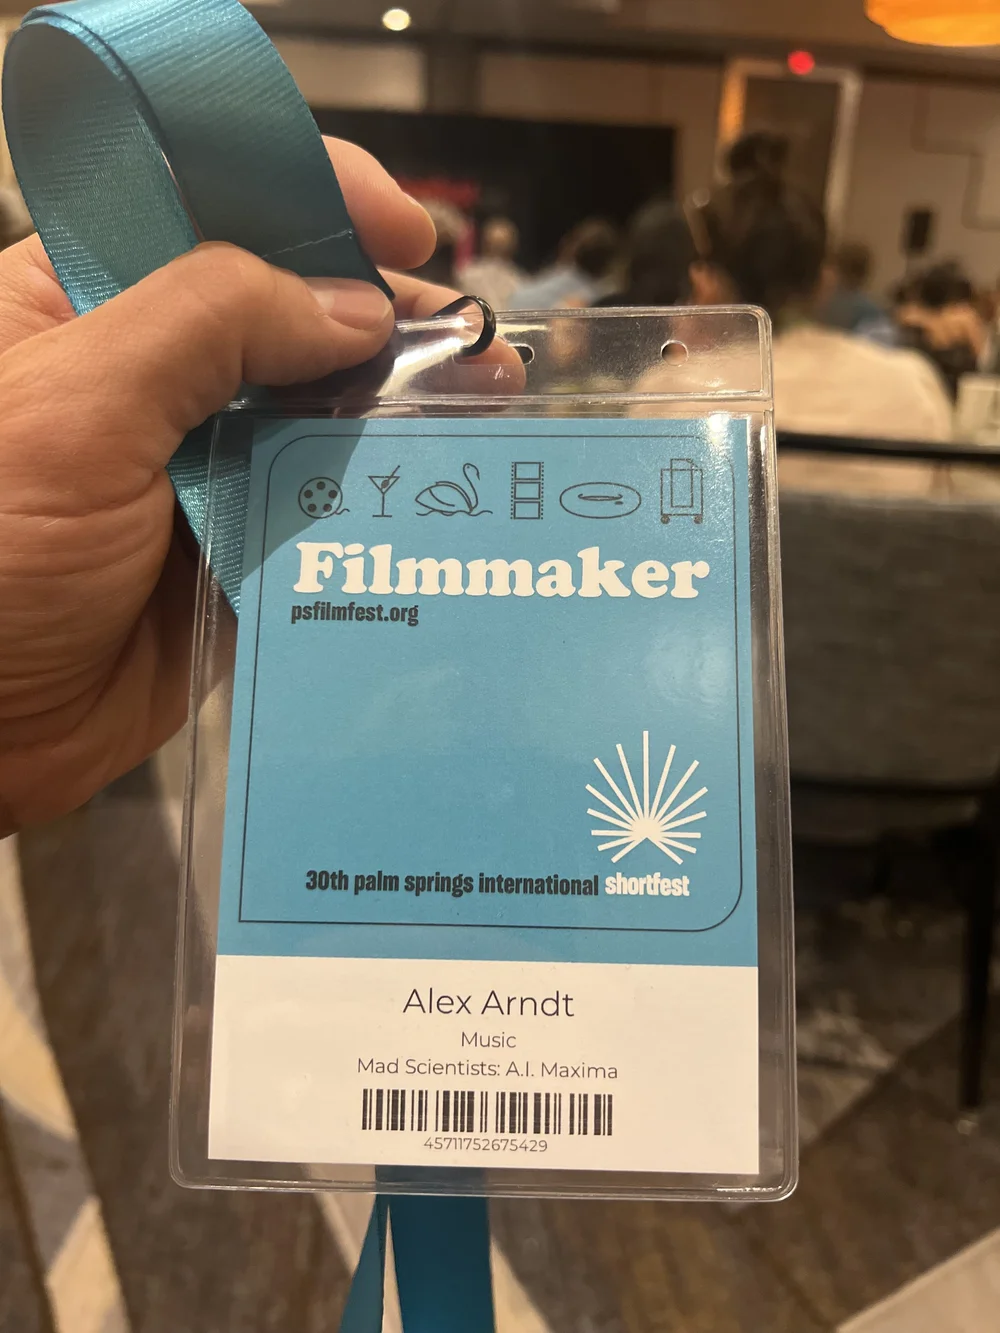 Filmmaker
psfilmfest.org
30th palm springs international shortfest
Alex Arndt
Music
Mad Scientists: A.I. Maxima
45711752675429